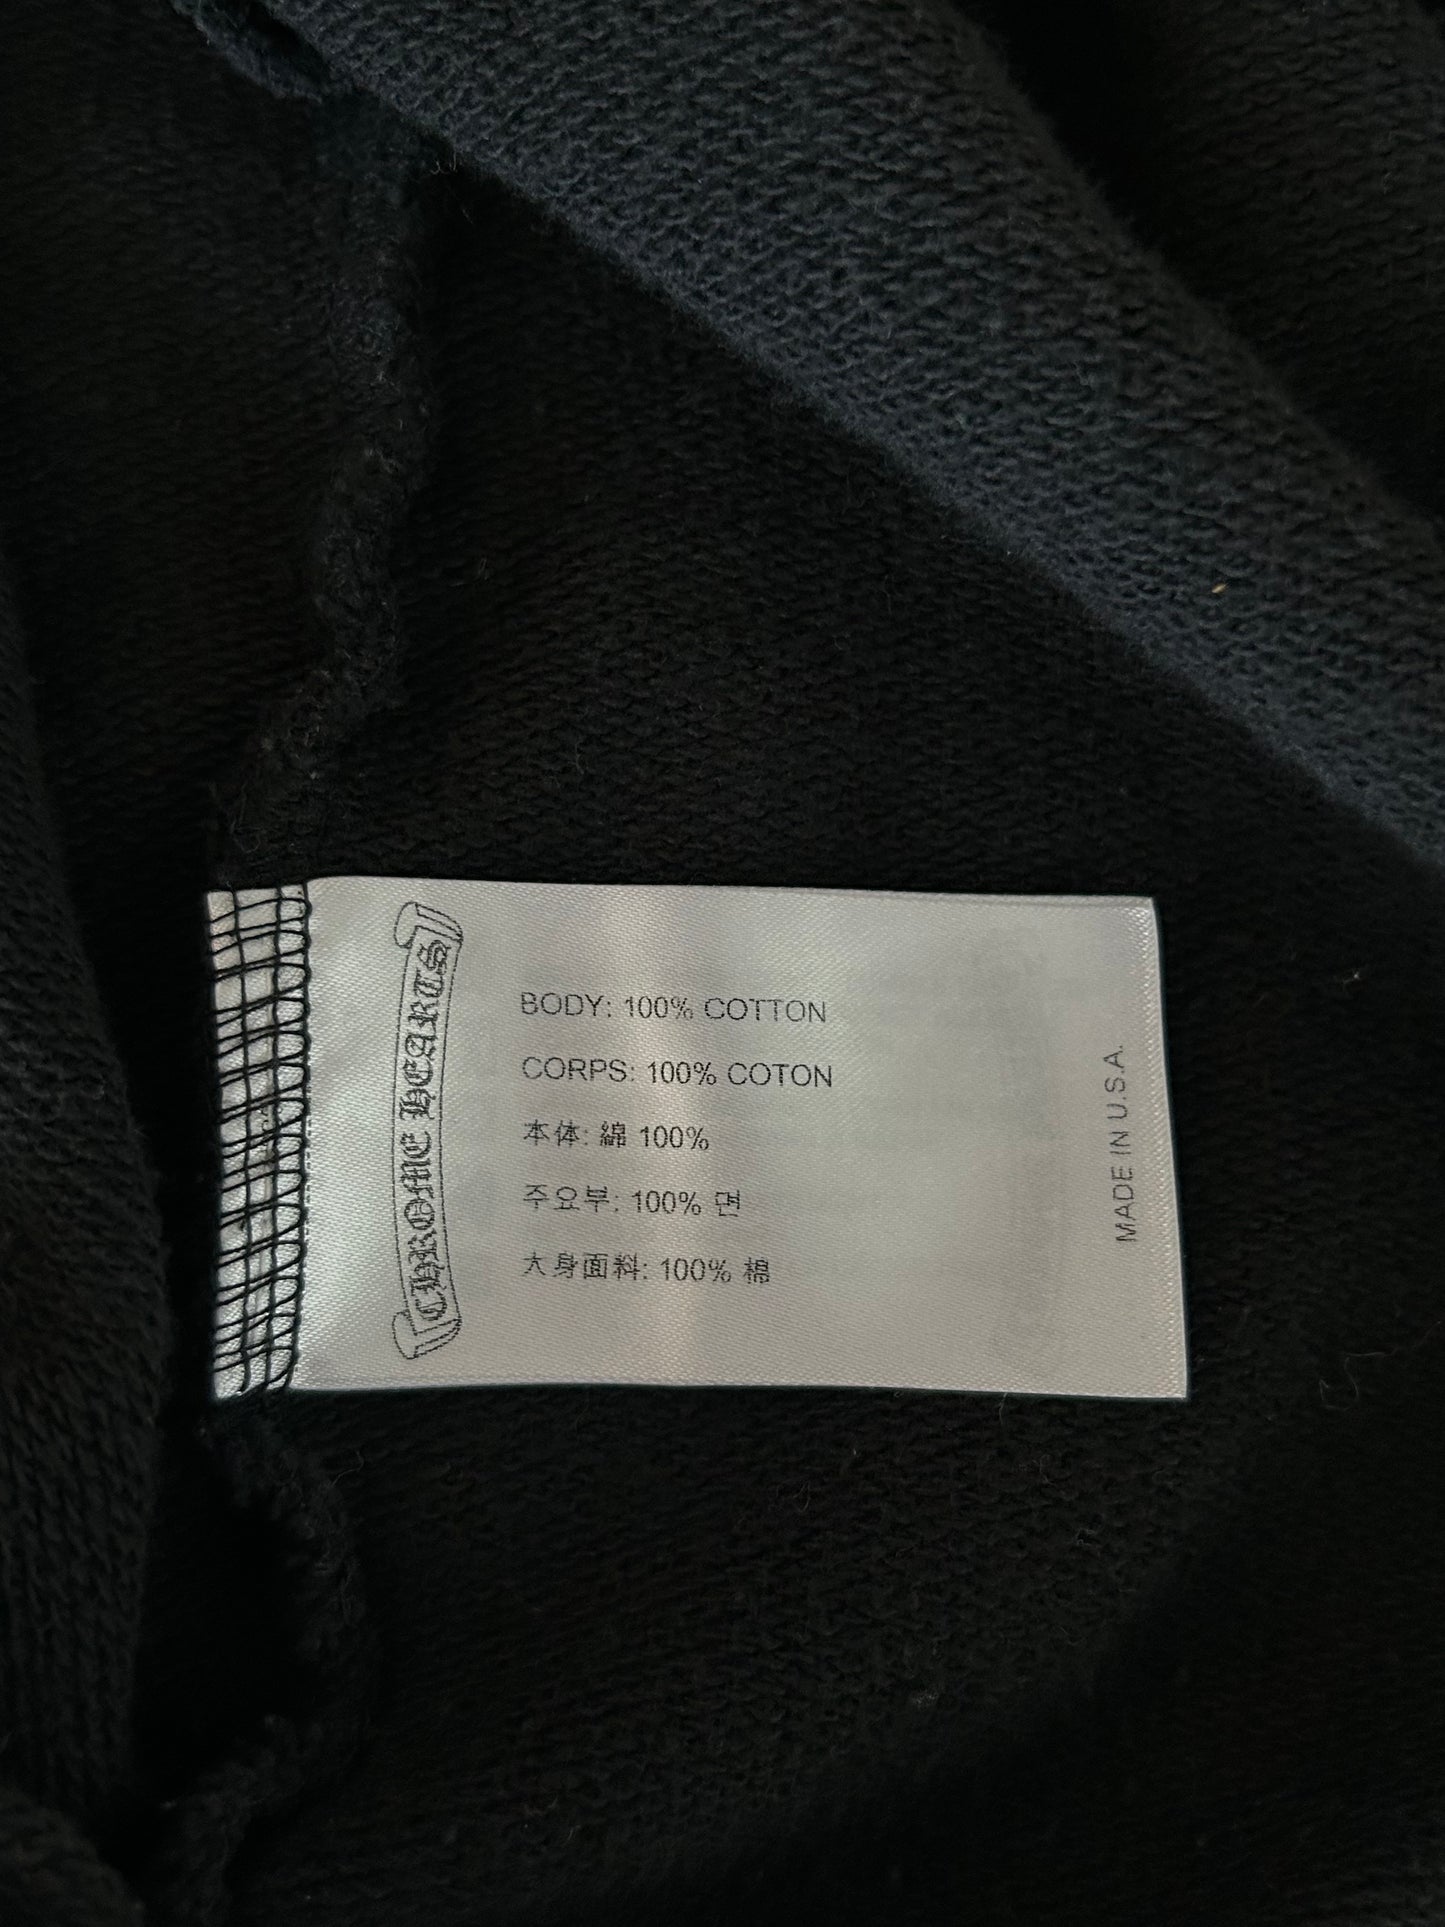 CHROME HEARTS
BODY: 100% COTTON
CORPS: 100% COTON
本体: 綿 100%
주요부: 100% 면
大身面料: 100% 棉
MADE IN U.S.A.